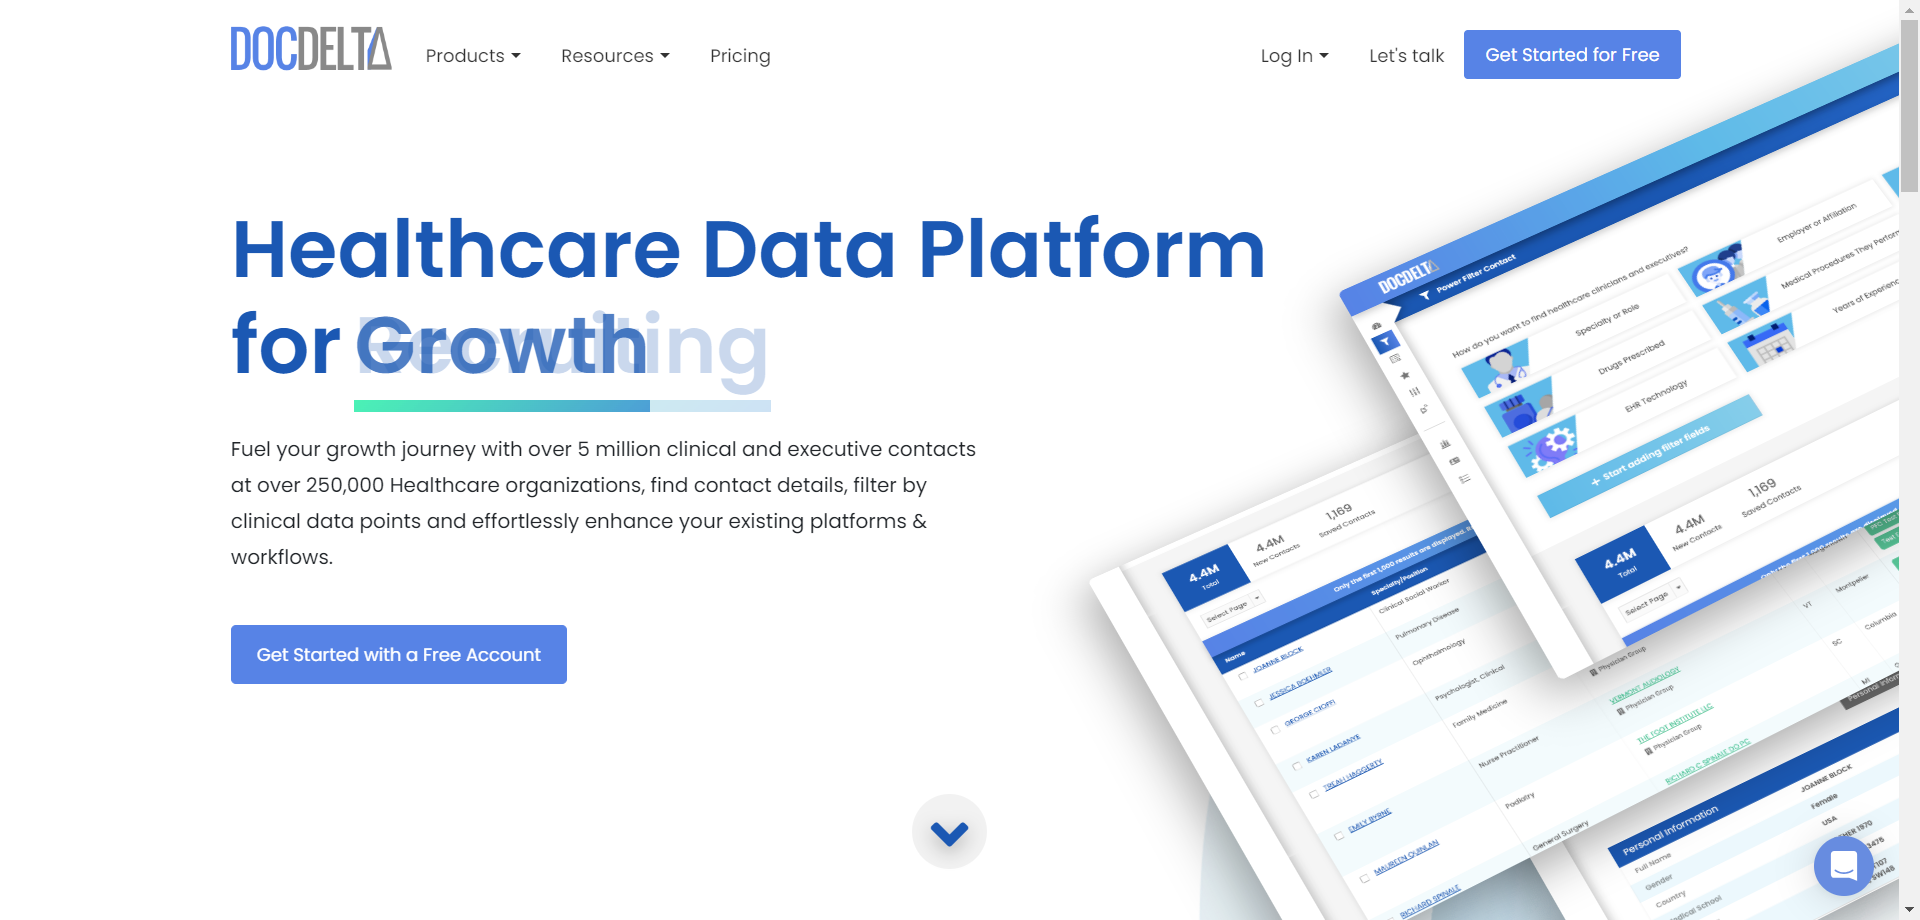 DOCDELTA
Products
Resources
Pricing
Log In
Let's talk
Get Started for Free
Healthcare Data Platform
for Growth
Recruiting
Fuel your growth journey with over 5 million clinical and executive contacts
at over 250,000 Healthcare organizations, find contact details, filter by
clinical data points and effortlessly enhance your existing platforms &
workflows.
Get Started with a Free Account
DOCDELTA
Power Filter Contact
How do you want to find healthcare clinicians and executives?
Specialty or Role
Employer or Affiliation
Drugs Prescribed
Medical Procedures They Perform
EHR Technology
Years of Experience
+ Start adding filter fields
4.4M
Total
4.4M
New Contacts
1,169
Saved Contacts
Select Page
VT
Montpelier
SC
Columbia
MI
4.4M
Total
4.4M
New Contacts
1,169
Saved Contacts
Select Page
Only the first 1,000 results are displayed.
Name
Specialty/Position
JOANNE BLOCK
Clinical Social Worker
JESSICA BOEHMLER
Pulmonary Disease
GEORGE CIOFFI
Ophthalmology
KAREN LADANYE
Psychologist, Clinical
Family Medicine
EMILY BYRNE
Nurse Practitioner
MAUREEN QUINLAN
Podiatry
RICHARD SPINALE
General Surgery
Physician Group
VERMONT AUDIOLOGY
Physician Group
THE FOOT INSTITUTE LLC
Physician Group
RICHARD C SPINALE DO PC
Personal Information
Full Name
JOANNE BLOCK
Gender
Female
Country
USA